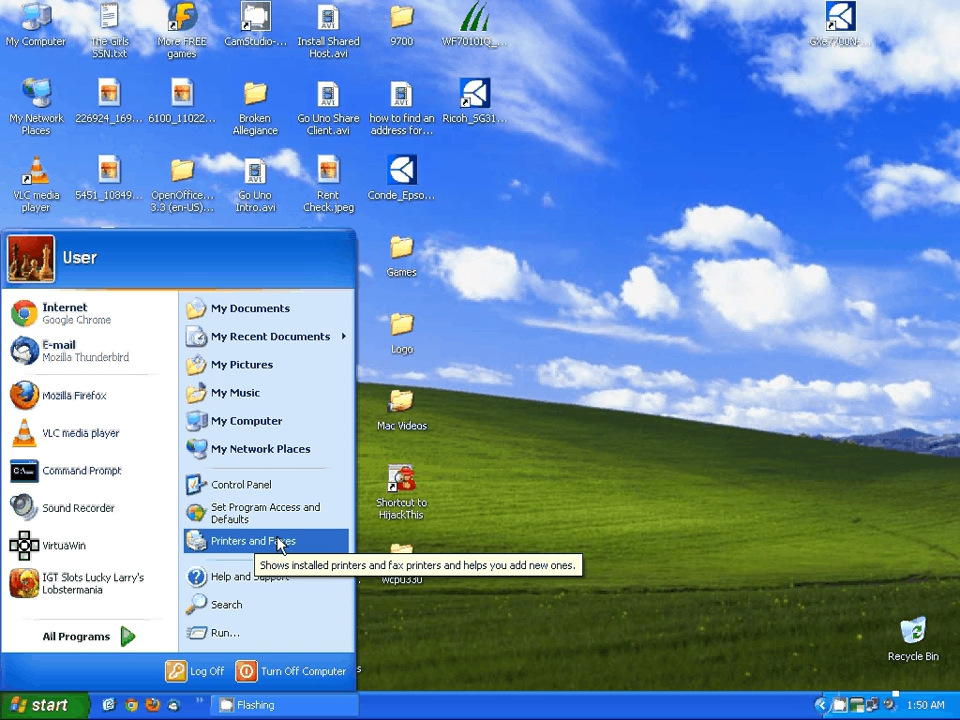 My Computer
The Girls
SSN.txt
More FREE
games
CamStudio-...
Install Shared
Host.avi
9700
WF7010IQ_...
My Network
Places
226924_169...
6100_11022...
Broken
Allegiance
Go Uno Share
Client.avi
how to find an
address for...
Ricoh_SG31...
VLC media
player
5451_10849...
OpenOffice...
3.3 (en-US)...
Go Uno
Intro.avi
Rent
Check.jpeg
Conde_Epso...
User
Games
Internet
Google Chrome
E-mail
Mozilla Thunderbird
Mozilla Firefox
VLC media player
Command Prompt
C:\
Sound Recorder
VirtuaWin
IGT Slots Lucky Larry's
Lobstermania
All Programs
My Documents
My Recent Documents
My Pictures
My Music
My Computer
My Network Places
Control Panel
Set Program Access and
Defaults
Printers and Faxes
Shows installed printers and fax printers and helps you add new ones.
Help and Support
Search
Run...
Log Off
Turn Off Computer
Logo
Mac Videos
Shortcut to
HijackThis
wcpu330
Recycle Bin
start
Flashing
1:50 AM